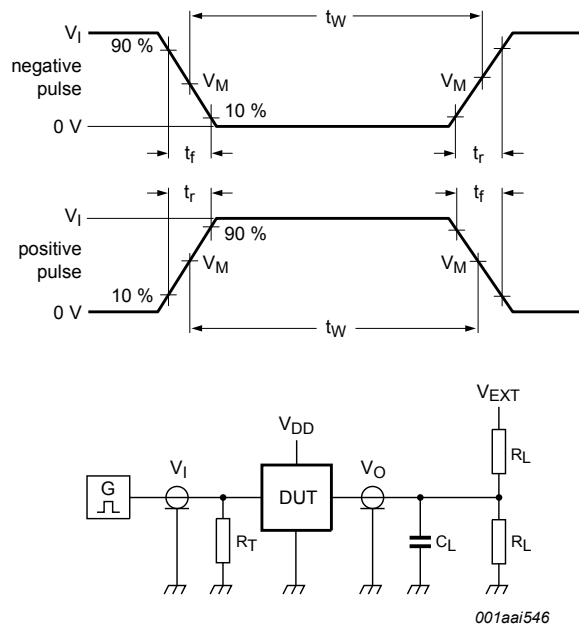 V_I
t_W
90 %
negative
pulse
V_M
V_M
10 %
0 V
t_f
t_r
t_r
t_f
V_I
90 %
positive
pulse
V_M
V_M
10 %
0 V
t_W
V_EXT
V_DD
R_L
V_I
V_O
G
DUT
R_T
C_L
R_L
001aai546